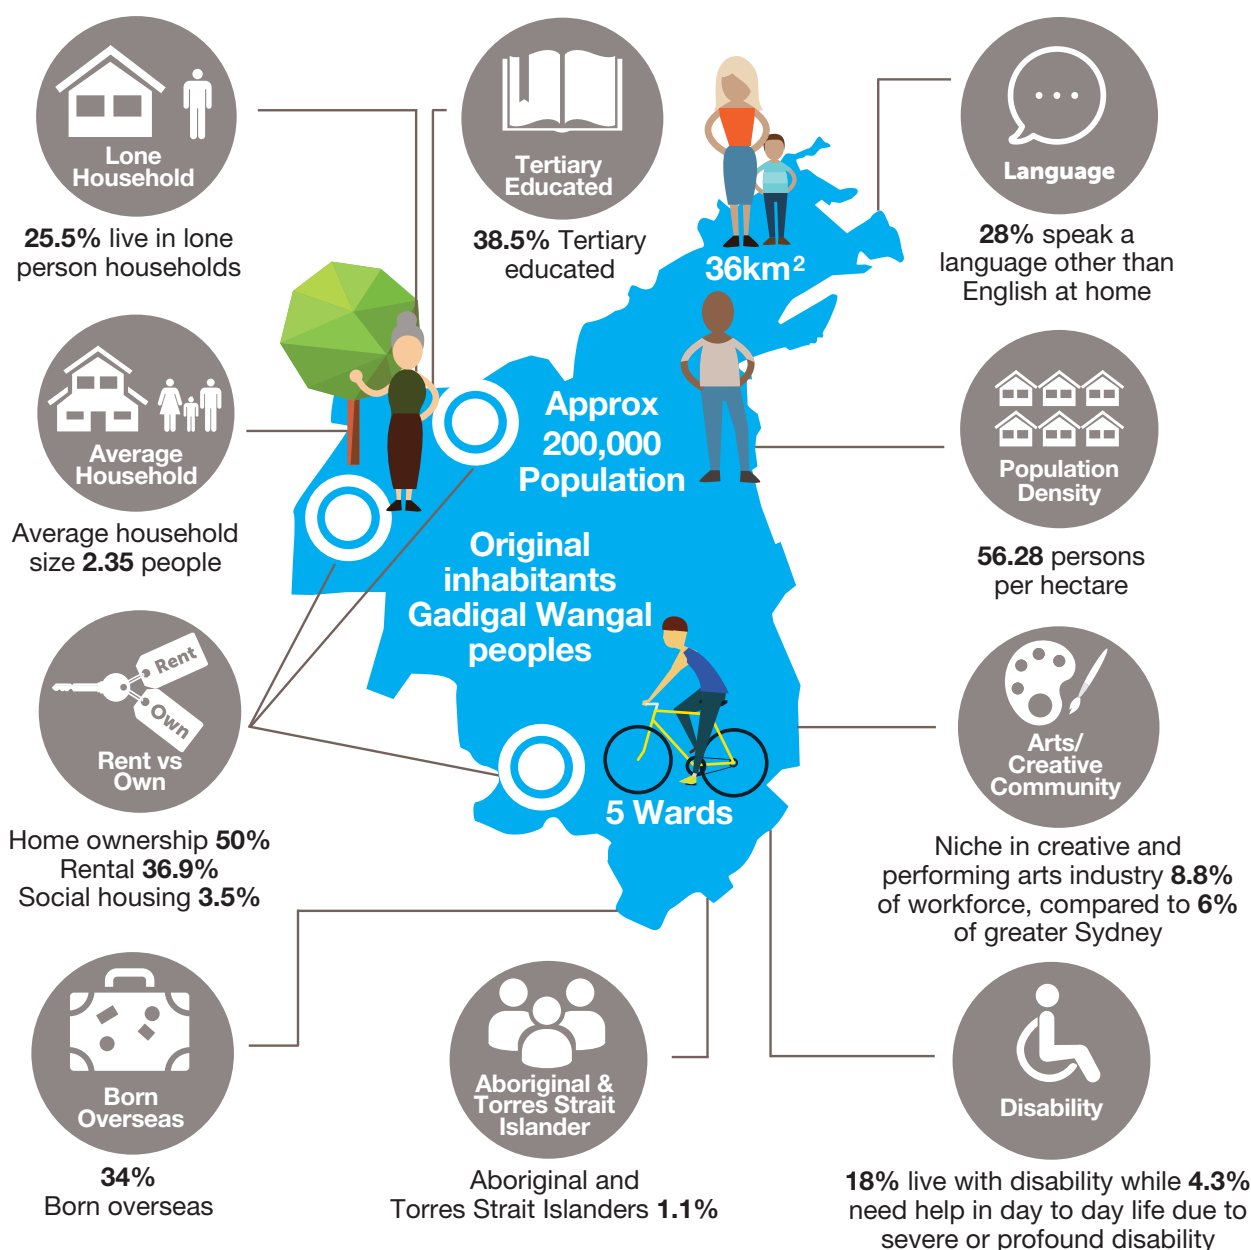 Lone
Household
25.5% live in lone
person households
Tertiary
Educated
38.5% Tertiary
educated
36km²
Language
28% speak a
language other than
English at home
Average
Household
Average household
size 2.35 people
Approx
200,000
Population
Population
Density
56.28 persons
per hectare
Original
inhabitants
Gadigal Wangal
peoples
Rent
Own
Rent vs
Own
Home ownership 50%
Rental 36.9%
Social housing 3.5%
5 Wards
Arts/
Creative
Community
Niche in creative and
performing arts industry 8.8%
of workforce, compared to 6%
of greater Sydney
Born
Overseas
34%
Born overseas
Aboriginal &
Torres Strait
Islander
Aboriginal and
Torres Strait Islanders 1.1%
Disability
18% live with disability while 4.3%
need help in day to day life due to
severe or profound disability